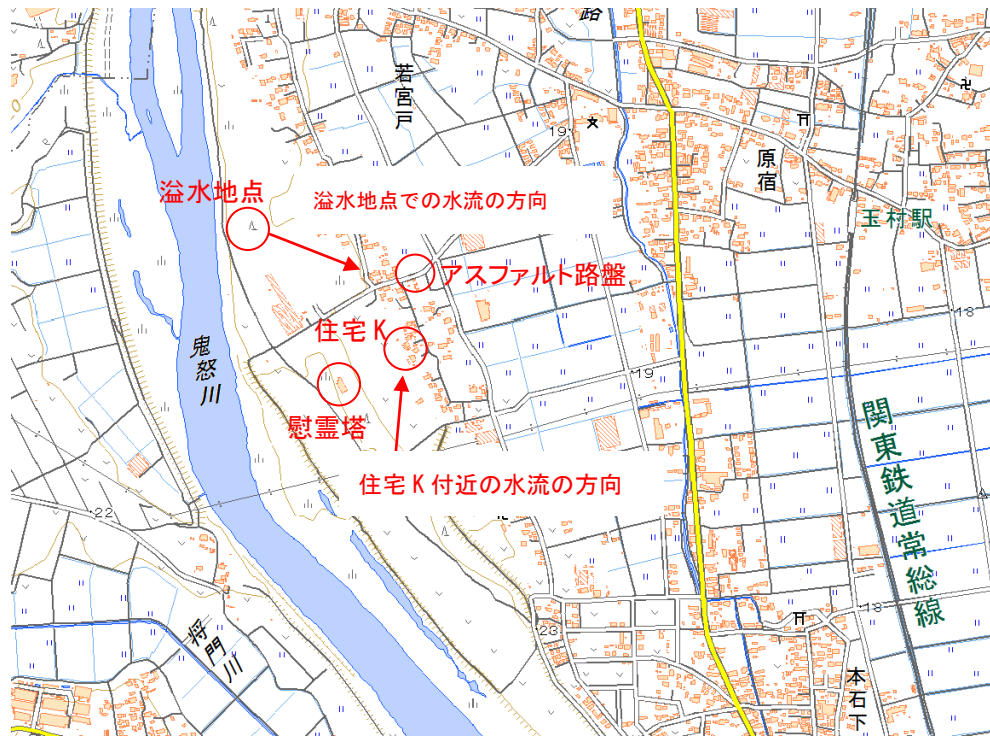 路
若宮戸
19
原宿
溢水地点
溢水地点での水流の方向
玉村駅
アスファルト路盤
住宅K
18
鬼怒川
19
慰霊塔
関東鉄道常総線
住宅K付近の水流の方向
22
18
23
将門川
本石下